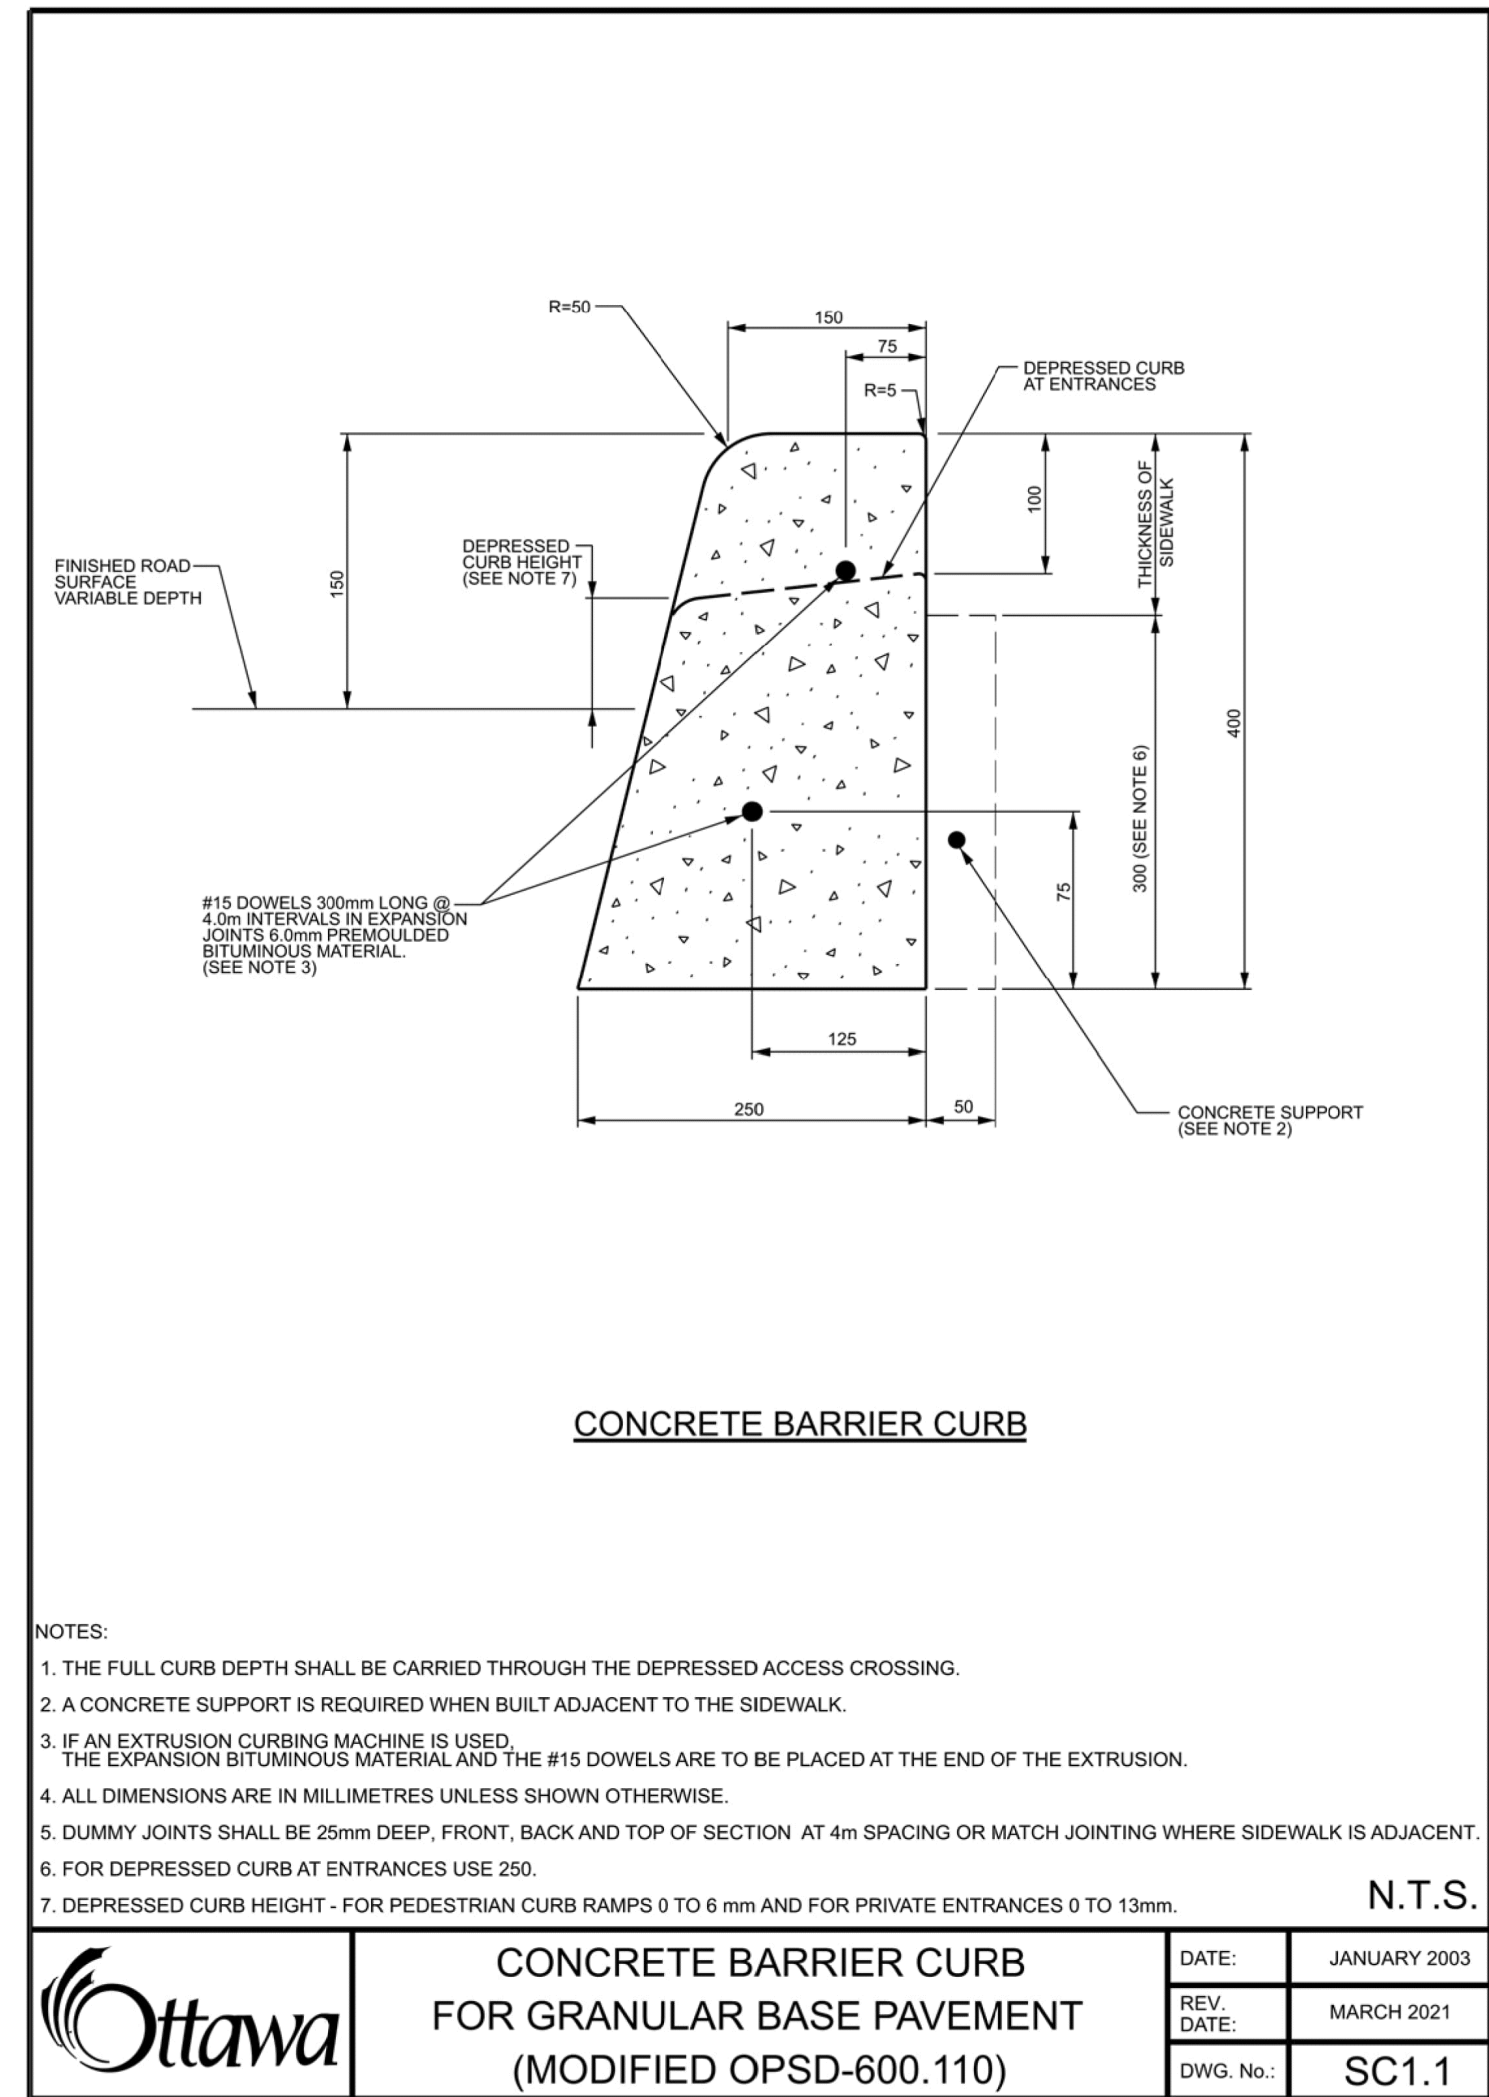 R=50
150
75
DEPRESSED CURB
AT ENTRANCES
R=5
THICKNESS OF
SIDEWALK
100
DEPRESSED
CURB HEIGHT
(SEE NOTE 7)
FINISHED ROAD
SURFACE
VARIABLE DEPTH
150
400
300 (SEE NOTE 6)
75
#15 DOWELS 300mm LONG @
4.0m INTERVALS IN EXPANSION
JOINTS 6.0mm PREMOULDED
BITUMINOUS MATERIAL.
(SEE NOTE 3)
125
250
50
CONCRETE SUPPORT
(SEE NOTE 2)
CONCRETE BARRIER CURB
NOTES:
1. THE FULL CURB DEPTH SHALL BE CARRIED THROUGH THE DEPRESSED ACCESS CROSSING.
2. A CONCRETE SUPPORT IS REQUIRED WHEN BUILT ADJACENT TO THE SIDEWALK.
3. IF AN EXTRUSION CURBING MACHINE IS USED,
THE EXPANSION BITUMINOUS MATERIAL AND THE #15 DOWELS ARE TO BE PLACED AT THE END OF THE EXTRUSION.
4. ALL DIMENSIONS ARE IN MILLIMETRES UNLESS SHOWN OTHERWISE.
5. DUMMY JOINTS SHALL BE 25mm DEEP, FRONT, BACK AND TOP OF SECTION AT 4m SPACING OR MATCH JOINTING WHERE SIDEWALK IS ADJACENT.
6. FOR DEPRESSED CURB AT ENTRANCES USE 250.
7. DEPRESSED CURB HEIGHT - FOR PEDESTRIAN CURB RAMPS 0 TO 6 mm AND FOR PRIVATE ENTRANCES 0 TO 13mm.
N.T.S.
Ottawa
CONCRETE BARRIER CURB
FOR GRANULAR BASE PAVEMENT
(MODIFIED OPSD-600.110)
DATE: JANUARY 2003
REV.
DATE: MARCH 2021
DWG. No.: SC1.1